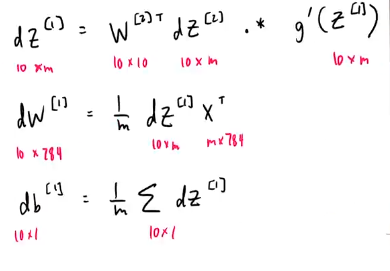 dZ^[1] = W^[2]T dZ^[2] .* g'(Z^[1])
10 x m 10 x 10 10 x m 10 x m
dW^[1] = 1/m dZ^[1] X^T
10 x 784 10 x m m x 784
db^[1] = 1/m Σ dZ^[1]
10 x 1 10 x 1